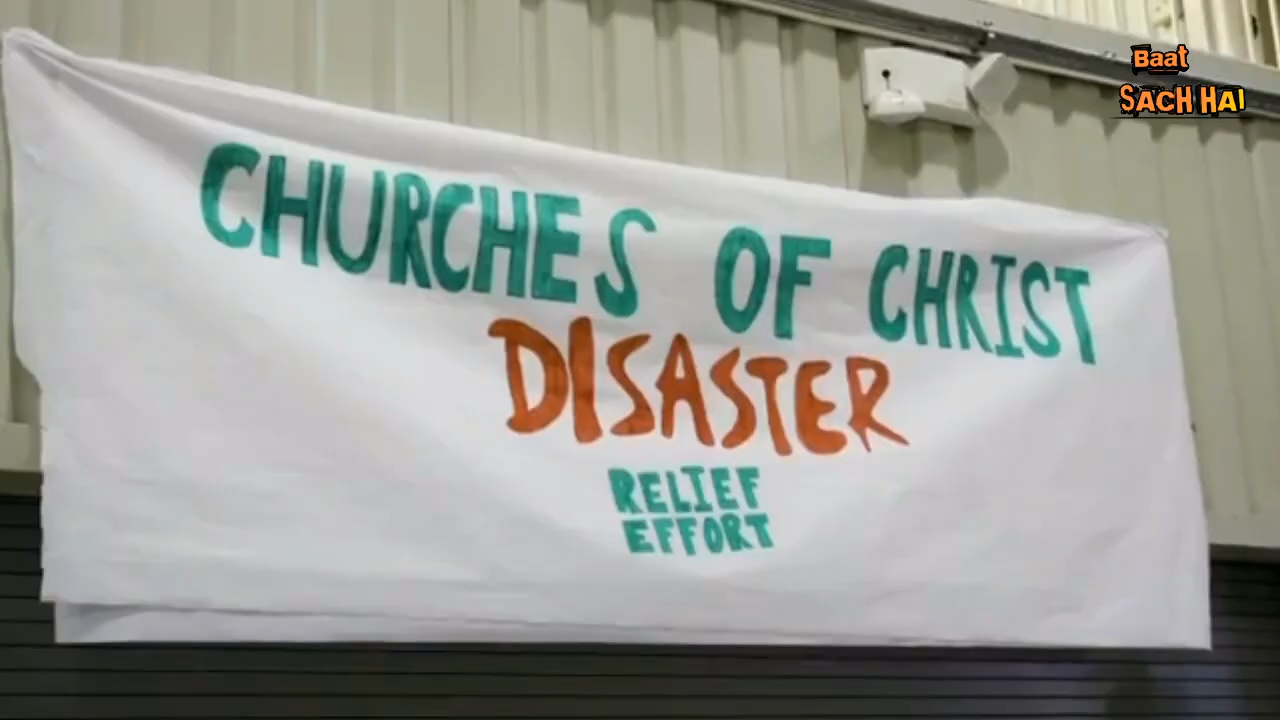 Baat
SACH HAI
CHURCHES OF CHRIST
DISASTER
RELIEF
EFFORT